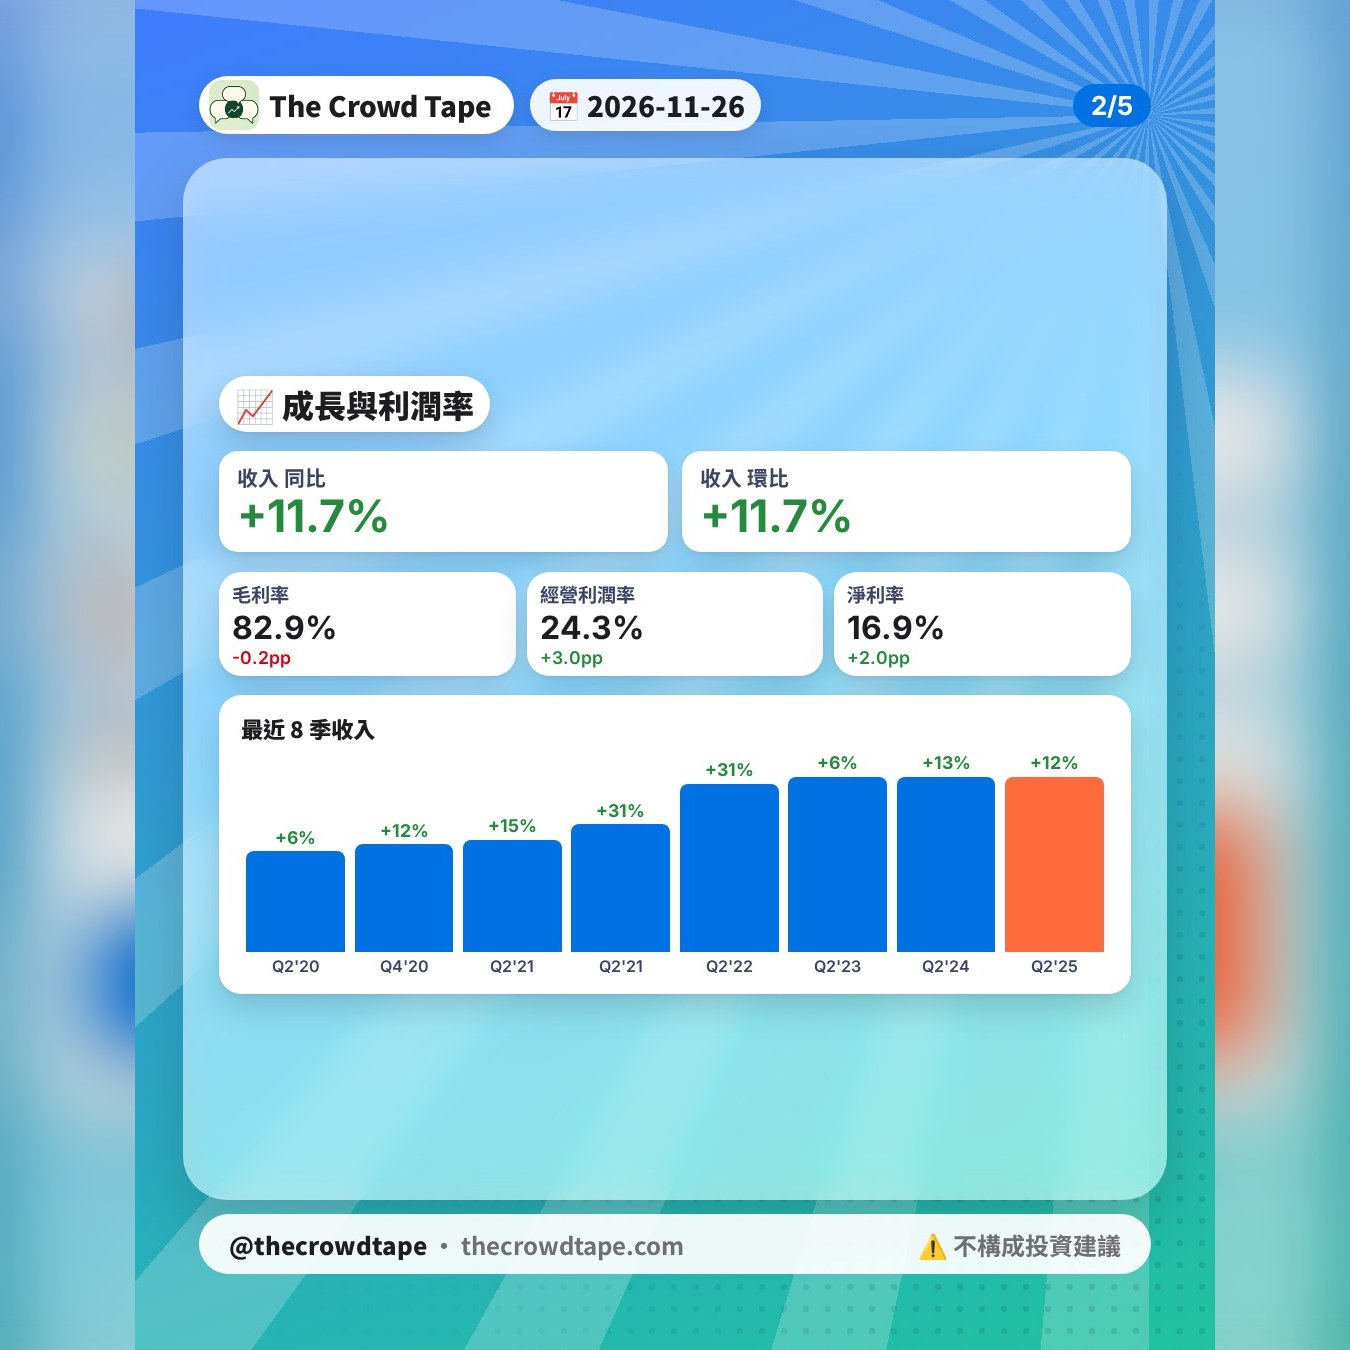 The Crowd Tape
2026-11-26
2/5
成長與利潤率
收入 同比
+11.7%
收入 環比
+11.7%
毛利率
82.9%
-0.2pp
經營利潤率
24.3%
+3.0pp
淨利率
16.9%
+2.0pp
最近 8 季收入
+6% +12% +15% +31% +31% +6% +13% +12%
Q2'20 Q4'20 Q2'21 Q2'21 Q2'22 Q2'23 Q2'24 Q2'25
@thecrowdtape • thecrowdtape.com
⚠️ 不構成投資建議